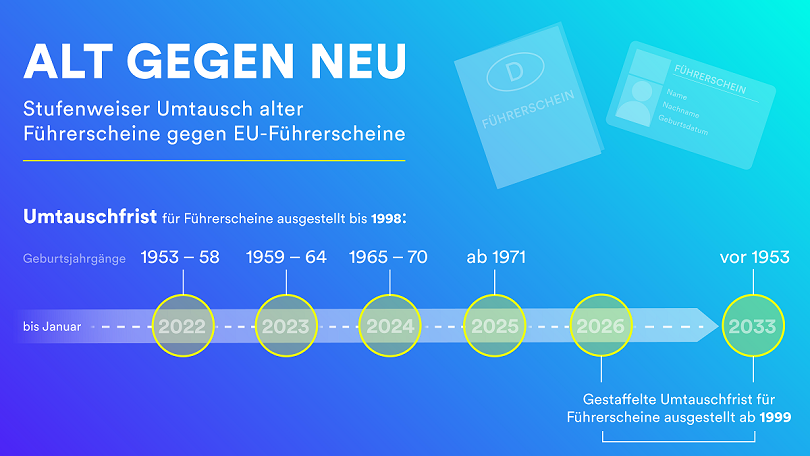 ALT GEGEN NEU
Stufenweiser Umtausch alter
Führerscheine gegen EU-Führerscheine
D
FÜHRERSCHEIN
FÜHRERSCHEIN
Name
Nachname
Geburtsdatum
Umtauschfrist für Führerscheine ausgestellt bis 1998:
Geburtsjahrgänge 1953 – 58 1959 – 64 1965 – 70 ab 1971 vor 1953
bis Januar 2022 2023 2024 2025 2026 2033
Gestaffelte Umtauschfrist für
Führerscheine ausgestellt ab 1999